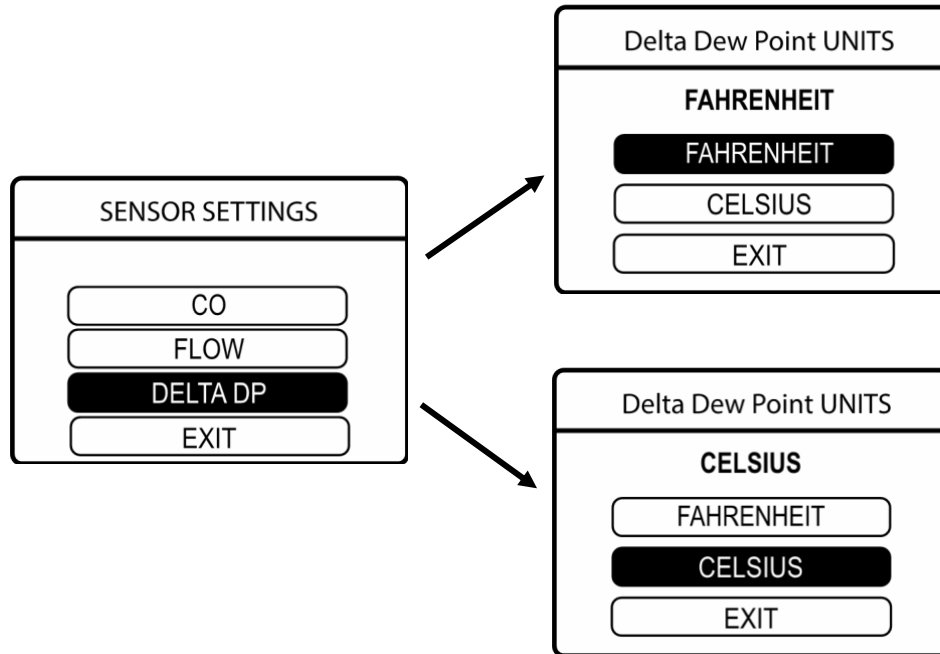 SENSOR SETTINGS
CO
FLOW
DELTA DP
EXIT
Delta Dew Point UNITS
FAHRENHEIT
FAHRENHEIT
CELSIUS
EXIT
Delta Dew Point UNITS
CELSIUS
FAHRENHEIT
CELSIUS
EXIT